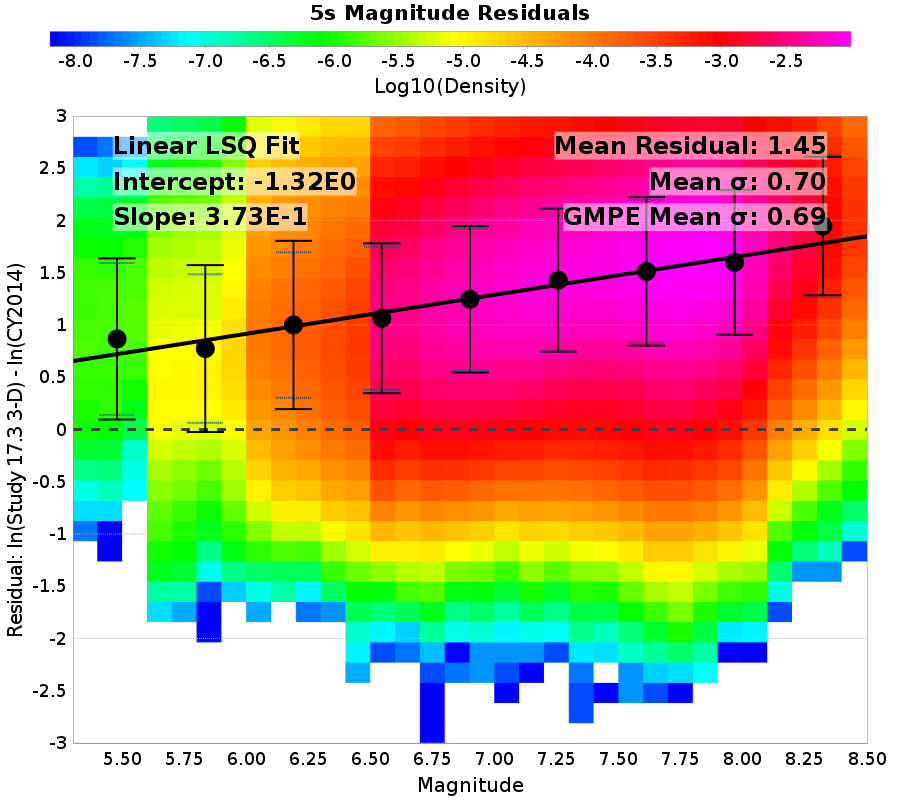 5s Magnitude Residuals
-8.0 -7.5 -7.0 -6.5 -6.0 -5.5 -5.0 -4.5 -4.0 -3.5 -3.0 -2.5
Log10(Density)
Linear LSQ Fit
Intercept: -1.32E0
Slope: 3.73E-1
Mean Residual: 1.45
Mean σ: 0.70
GMPE Mean σ: 0.69
Residual: ln(Study 17.3 3-D) - ln(CY2014)
3
2.5
2
1.5
1
0.5
0
-0.5
-1
-1.5
-2
-2.5
-3
5.50 5.75 6.00 6.25 6.50 6.75 7.00 7.25 7.50 7.75 8.00 8.25 8.50
Magnitude